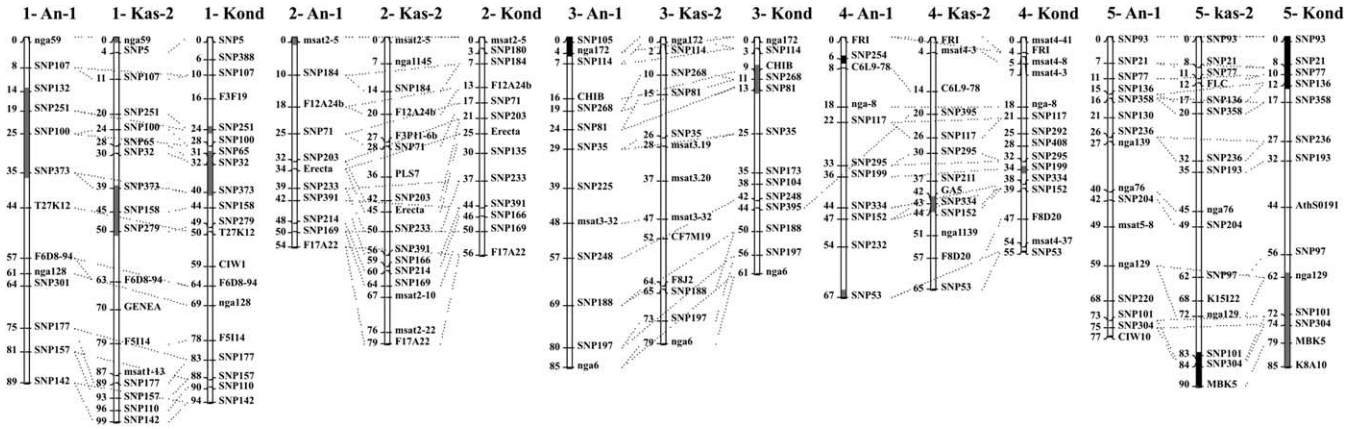 1- An-1
0 nga59
8 SNP107
14 SNP132
19 SNP251
25 SNP100
35 SNP373
44 T27K12
57 F6D8-94
61 nga128
64 SNP301
75 SNP177
81 SNP157
89 SNP142
1- Kas-2
0 nga59
4 SNP5
11 SNP107
20 SNP251
24 SNP100
28 SNP65
30 SNP32
39 SNP373
45 SNP158
50 SNP279
63 F6D8-94
70 GENEA
79 F5I14
87 msat1-13
89 SNP177
93 SNP157
96 SNP110
99 SNP142
1- Kond
0 SNP5
6 SNP388
10 SNP107
16 F3F19
24 SNP251
28 SNP100
31 SNP65
32 SNP32
40 SNP373
44 SNP158
49 SNP279
50 T27K12
59 CIW1
64 F6D8-94
69 nga128
78 F5I14
83 SNP177
88 SNP157
90 SNP110
94 SNP142
2- An-1
0 msat2-5
10 SNP184
18 F12A24b
25 SNP71
32 SNP203
34 Erecta
39 SNP233
42 SNP391
48 SNP214
50 SNP169
54 F17A22
2- Kas-2
0 msat2-5
7 nga1145
14 SNP184
20 F12A24b
27 F3P11-6b
28 SNP71
36 PLS7
42 SNP203
45 Erecta
50 SNP233
56 SNP391
59 SNP166
60 SNP214
64 SNP169
67 msat2-10
76 msat2-22
79 F17A22
2- Kond
0 msat2-5
3 SNP180
7 SNP184
13 F12A24b
17 SNP71
21 SNP203
25 Erecta
30 SNP135
37 SNP233
44 SNP391
46 SNP166
50 SNP169
56 F17A22
3- An-1
0 SNP105
4 nga172
7 SNP114
16 CHIB
19 SNP268
24 SNP81
29 SNP35
39 SNP225
48 msat3-32
57 SNP248
69 SNP188
80 SNP197
85 nga6
3- Kas-2
0 nga172
2 SNP114
10 SNP268
15 SNP81
26 SNP35
28 msat3.19
37 msat3.20
47 msat3-32
52 CF7M19
64 F8J2
65 SNP188
73 SNP197
79 nga6
3- Kond
0 nga172
3 SNP114
9 CHIB
11 SNP268
13 SNP81
25 SNP35
35 SNP173
38 SNP104
42 SNP248
44 SNP395
50 SNP188
56 SNP197
61 nga6
4- An-1
0 FRI
6 SNP254
8 C6L9-78
18 nga-8
22 SNP117
33 SNP295
36 SNP199
44 SNP334
47 SNP152
54 SNP232
67 SNP53
4- Kas-2
0 FRI
4 msat4-3
14 C6L9-78
20 SNP395
26 SNP117
30 SNP295
37 SNP211
42 GA5
43 SNP334
44 SNP152
51 nga1139
57 F8D20
65 SNP53
4- Kond
0 msat4-41
4 FRI
5 msat4-8
7 msat4-3
18 nga-8
21 SNP117
25 SNP292
28 SNP408
32 SNP295
34 SNP199
38 SNP334
39 SNP152
47 F8D20
54 msat4-37
55 SNP53
5- An-1
0 SNP93
7 SNP21
11 SNP77
15 SNP136
16 SNP358
21 SNP130
26 SNP236
27 nga139
40 nga76
42 SNP204
49 msat5-8
59 nga129
68 SNP220
73 SNP101
75 SNP304
77 CIW10
5- kas-2
0 SNP93
8 SNP21
11 SNP77
12 FLC
17 SNP136
20 SNP358
32 SNP236
35 SNP193
45 nga76
49 SNP204
62 SNP97
68 K15I22
72 nga129
83 SNP101
84 SNP304
90 MBK5
5- Kond
0 SNP93
8 SNP21
10 SNP77
12 SNP136
17 SNP358
27 SNP236
32 SNP193
44 AthS0191
56 SNP97
62 nga129
72 SNP101
74 SNP304
79 MBK5
85 K8A10